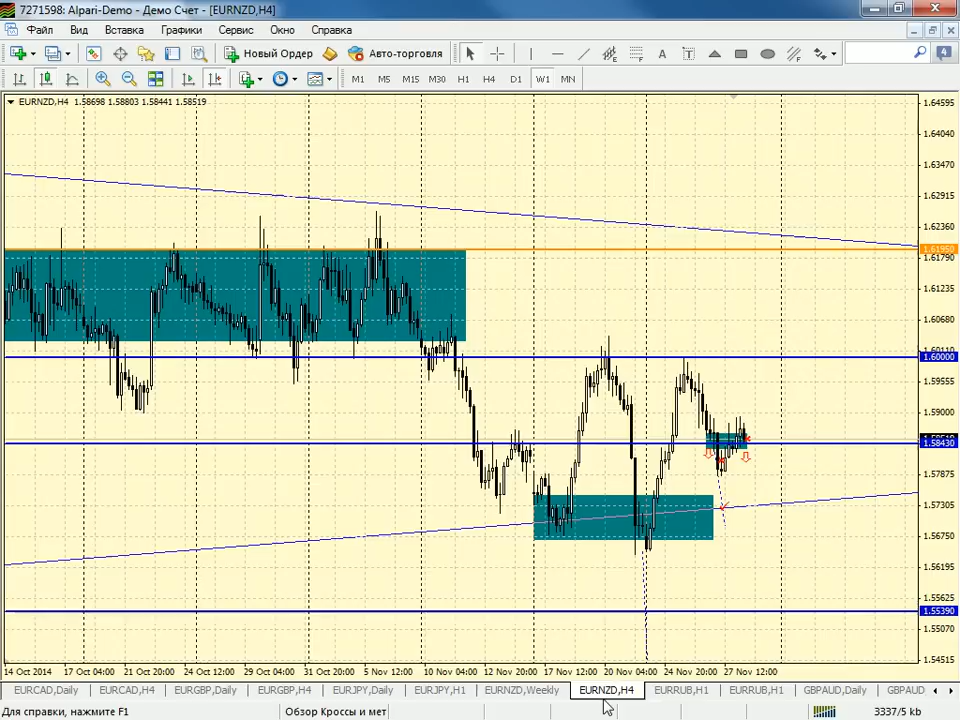 7271598: Alpari-Demo - Демо Счет - [EURNZD,H4]
Файл Вид Вставка Графики Сервис Окно Справка
Новый Ордер Авто-торговля A T 4
M1 M5 M15 M30 H1 H4 D1 W1 MN
EURNZD,H4 1.58698 1.58803 1.58441 1.58519
1.64595
1.64040
1.63470
1.62915
1.62360
1.61950
1.61790
1.61235
1.60680
1.60000
1.59555
1.59000
1.58430
1.57875
1.57305
1.56750
1.56195
1.55625
1.55390
1.55070
1.54515
14 Oct 2014 17 Oct 04:00 21 Oct 20:00 24 Oct 12:00 29 Oct 04:00 31 Oct 20:00 5 Nov 12:00 10 Nov 04:00 12 Nov 20:00 17 Nov 12:00 20 Nov 04:00 24 Nov 20:00 27 Nov 12:00
EURCAD,Daily EURCAD,H4 EURGBP,Daily EURGBP,H4 EURJPY,Daily EURJPY,H1 EURNZD,Weekly EURNZD,H4 EURRUB,H1 EURRUB,H1 GBPAUD,Daily GBPAUD
Для справки, нажмите F1 Обзор Кроссы и мет 3337/5 kb